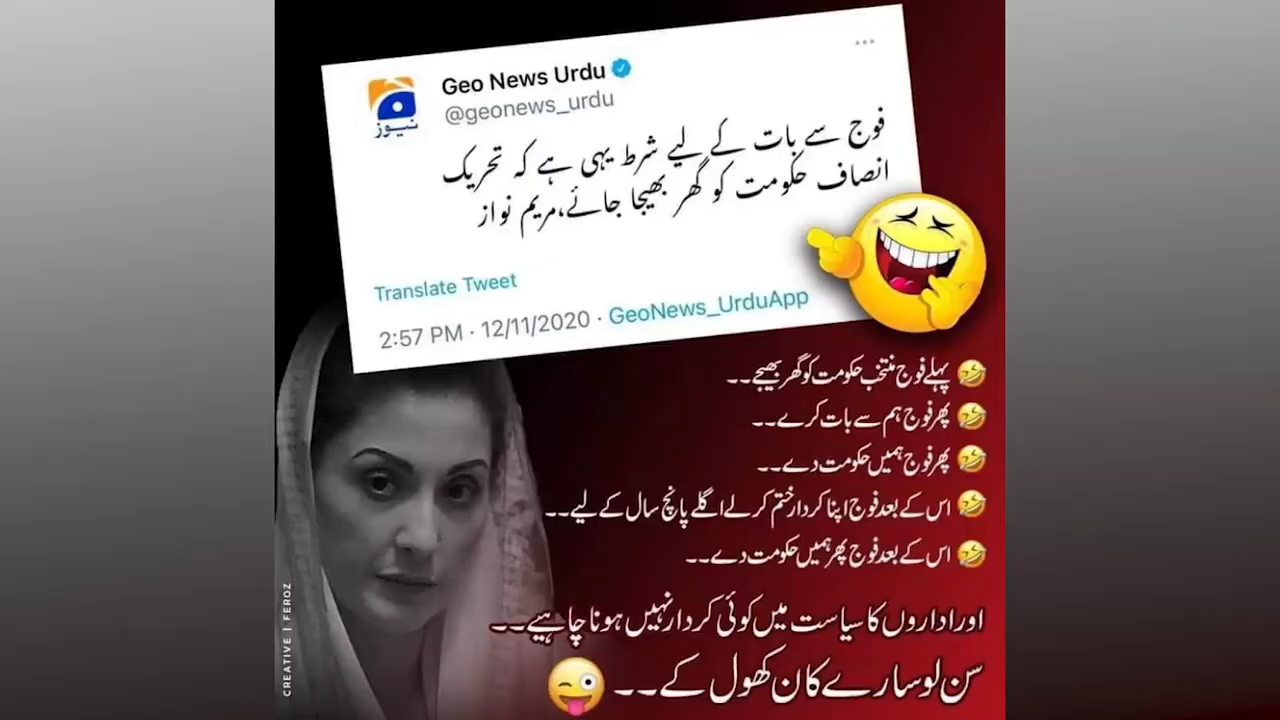 Geo News Urdu
@geonews_urdu
نیوز
فوج سے بات کے لیے شرط یہی ہے کہ تحریک
انصاف حکومت کو گھر بھیجا جائے،مریم نواز
Translate Tweet
2:57 PM · 12/11/2020 · GeoNews_UrduApp
پہلے فوج منتخب حکومت کو گھر بھیجے۔۔
پھر فوج ہم سے بات کرے۔۔
پھر فوج ہمیں حکومت دے۔۔
اس کے بعد فوج اپنا کردار ختم کر لے اگلے پانچ سال کے لیے۔۔
اس کے بعد فوج پھر ہمیں حکومت دے۔۔
اور اداروں کا سیاست میں کوئی کردار نہیں ہونا چاہیے۔۔
سن لو سارے کان کھول کے۔۔
CREATIVE | FEROZ